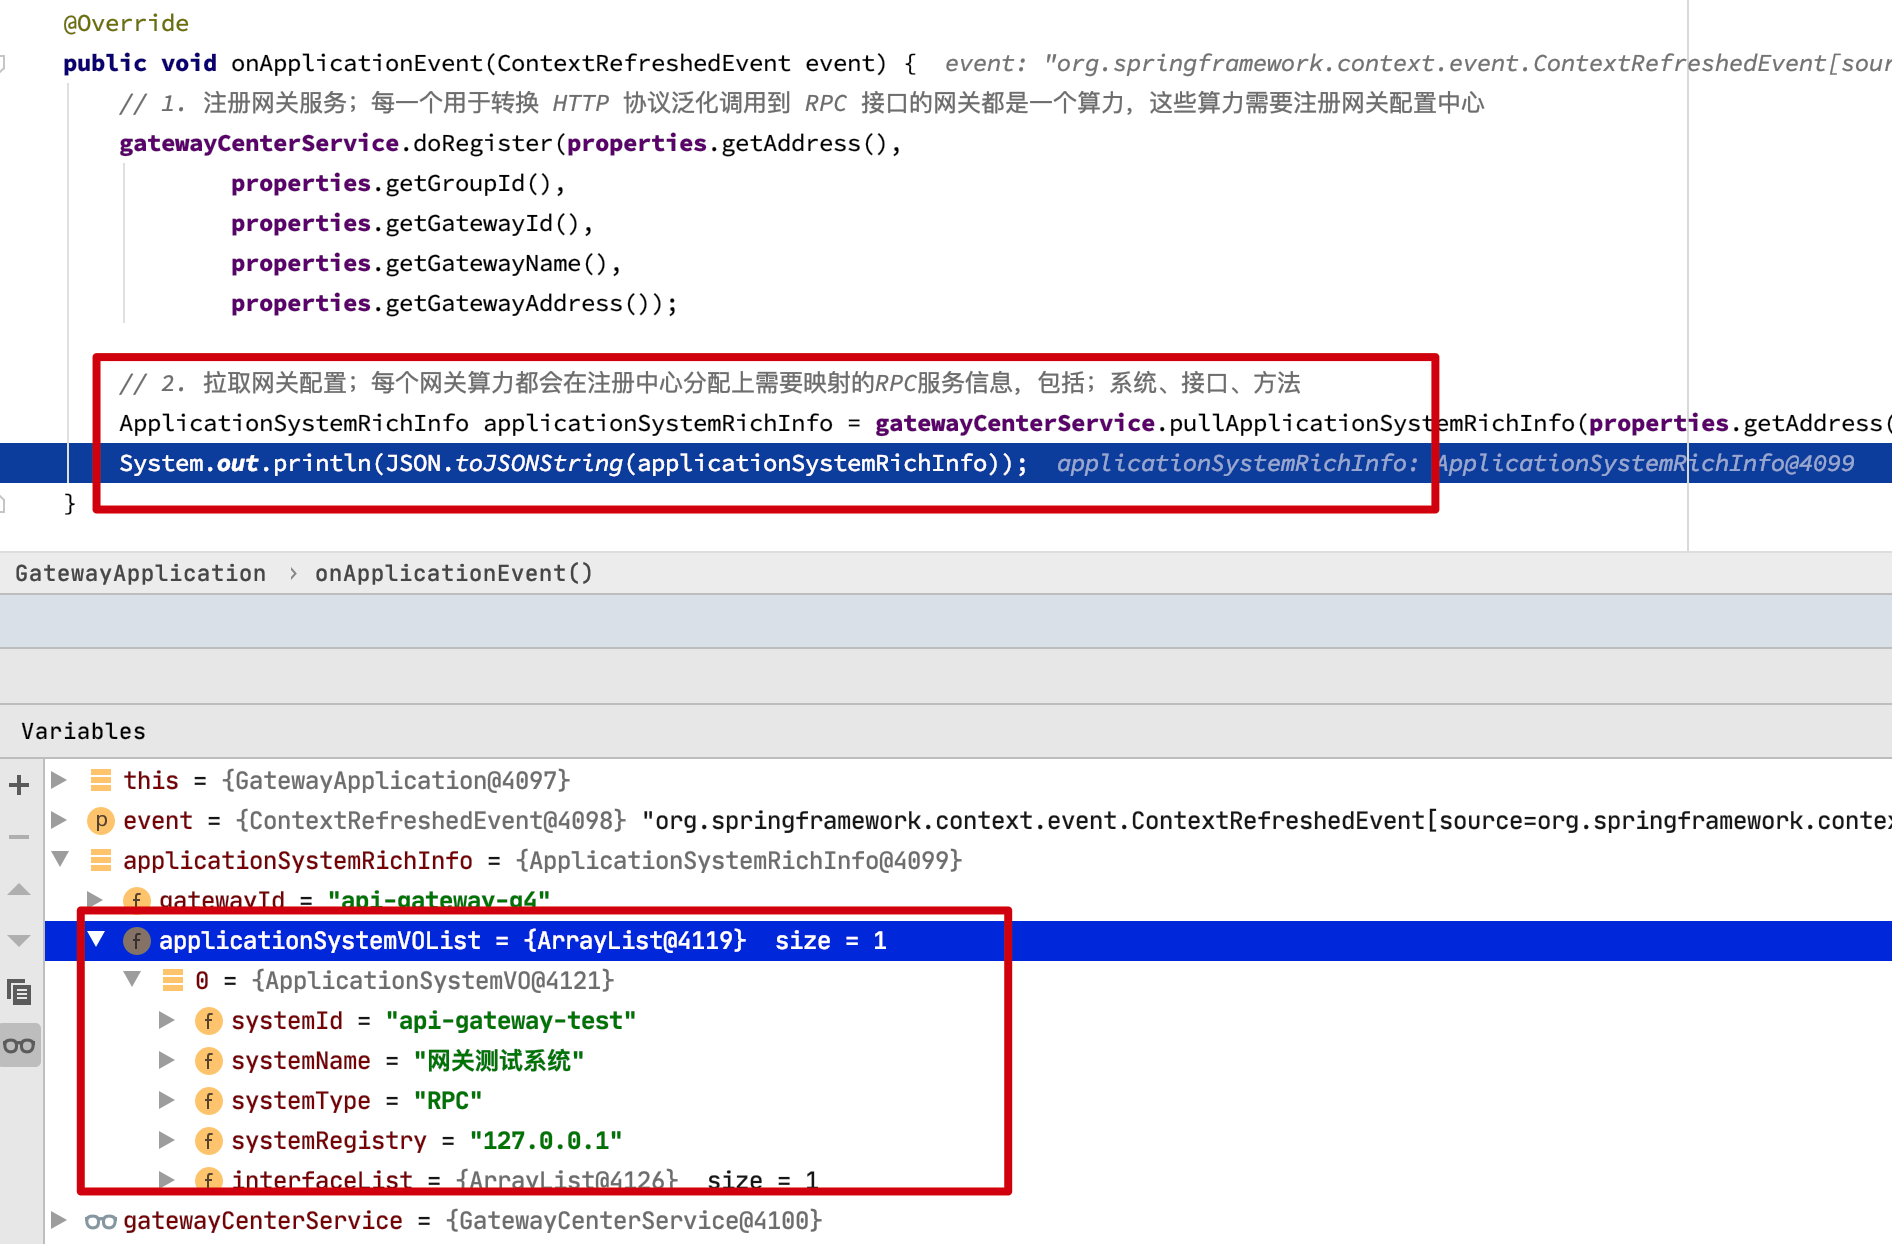 @Override
public void onApplicationEvent(ContextRefreshedEvent event) {  event: "org.springframework.context.event.ContextRefreshedEvent[sour
// 1. 注册网关服务；每一个用于转换 HTTP 协议泛化调用到 RPC 接口的网关都是一个算力，这些算力需要注册网关配置中心
gatewayCenterService.doRegister(properties.getAddress(),
properties.getGroupId(),
properties.getGatewayId(),
properties.getGatewayName(),
properties.getGatewayAddress());
// 2. 拉取网关配置；每个网关算力都会在注册中心分配上需要映射的RPC服务信息，包括；系统、接口、方法
ApplicationSystemRichInfo applicationSystemRichInfo = gatewayCenterService.pullApplicationSystemRichInfo(properties.getAddress(
System.out.println(JSON.toJSONString(applicationSystemRichInfo));  applicationSystemRichInfo: ApplicationSystemRichInfo@4099
}
GatewayApplication › onApplicationEvent()
Variables
this = {GatewayApplication@4097}
p event = {ContextRefreshedEvent@4098} "org.springframework.context.event.ContextRefreshedEvent[source=org.springframework.contex
applicationSystemRichInfo = {ApplicationSystemRichInfo@4099}
f gatewayId = "api-gateway-g4"
f applicationSystemVOList = {ArrayList@4119}  size = 1
0 = {ApplicationSystemVO@4121}
f systemId = "api-gateway-test"
f systemName = "网关测试系统"
f systemType = "RPC"
f systemRegistry = "127.0.0.1"
f interfaceList = {ArrayList@4126}  size = 1
gatewayCenterService = {GatewayCenterService@4100}